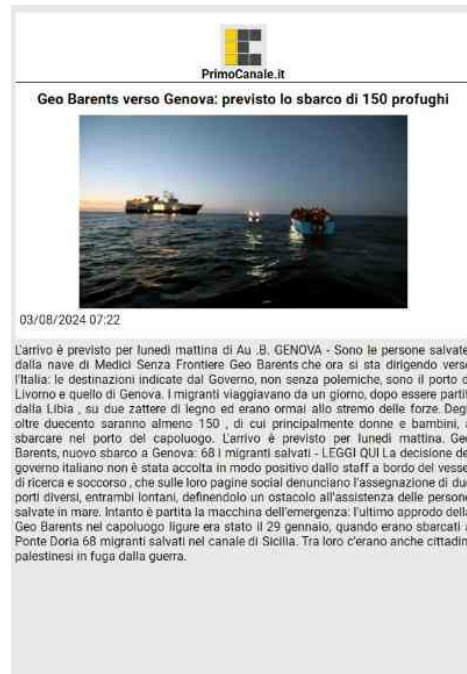 PrimoCanale.it
Geo Barents verso Genova: previsto lo sbarco di 150 profughi
03/08/2024 07:22
L'arrivo è previsto per lunedì mattina di Au .B. GENOVA - Sono le persone salvate
dalla nave di Medici Senza Frontiere Geo Barents che ora si sta dirigendo verso
l'Italia: le destinazioni indicate dal Governo, non senza polemiche, sono il porto d
Livorno e quello di Genova. I migranti viaggiavano da un giorno, dopo essere parti
dalla Libia , su due zattere di legno ed erano ormai allo stremo delle forze. Degl
oltre duecento saranno almeno 150 , di cui principalmente donne e bambini, a
sbarcare nel porto del capoluogo. L'arrivo è previsto per lunedì mattina. Geo
Barents, nuovo sbarco a Genova: 68 i migranti salvati - LEGGI QUI La decisione de
governo italiano non è stata accolta in modo positivo dallo staff a bordo del vesse
di ricerca e soccorso , che sulle loro pagine social denunciano l'assegnazione di du
porti diversi, entrambi lontani, definendolo un ostacolo all'assistenza delle persone
salvate in mare. Intanto è partita la macchina dell'emergenza: l'ultimo approdo della
Geo Barents nel capoluogo ligure era stato il 29 gennaio, quando erano sbarcati a
Ponte Doria 68 migranti salvati nel canale di Sicilia. Tra loro c'erano anche cittadin
palestinesi in fuga dalla guerra.